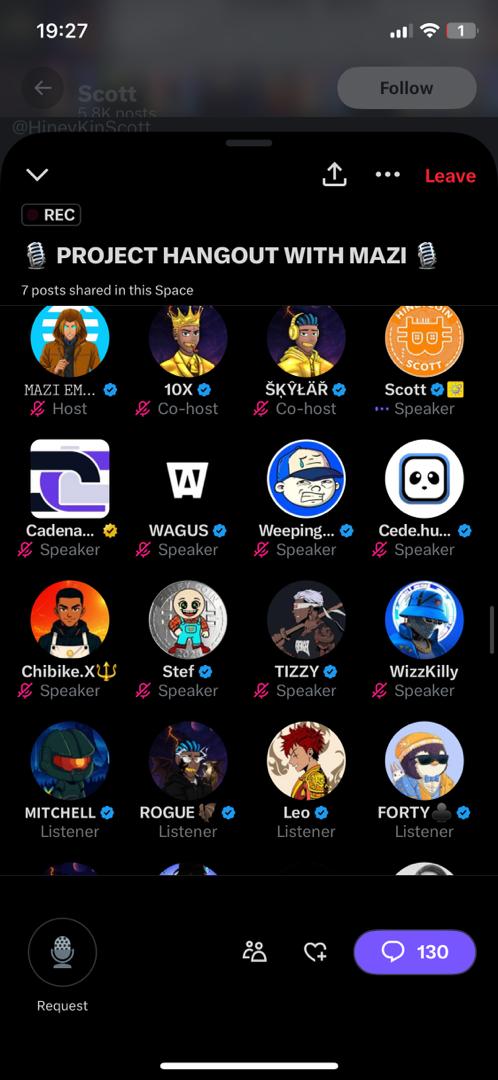 19:27
1
Scott
5.8K posts
Follow
@HineyKinScott
Leave
REC
🎙 PROJECT HANGOUT WITH MAZI 🎙
7 posts shared in this Space
HINEYCOIN
SCOTT
MAZI EM... 10X ŠĶŸŁÄŘ Scott
Host Co-host Co-host Speaker
W
Cadena... WAGUS Weeping... Cede.hu...
Speaker Speaker Speaker Speaker
Chibike.X🔱 Stef TIZZY WizzKilly
Speaker Speaker Speaker Speaker
MITCHELL ROGUE🦇 Leo FORTY♣️
Listener Listener Listener Listener
130
Request